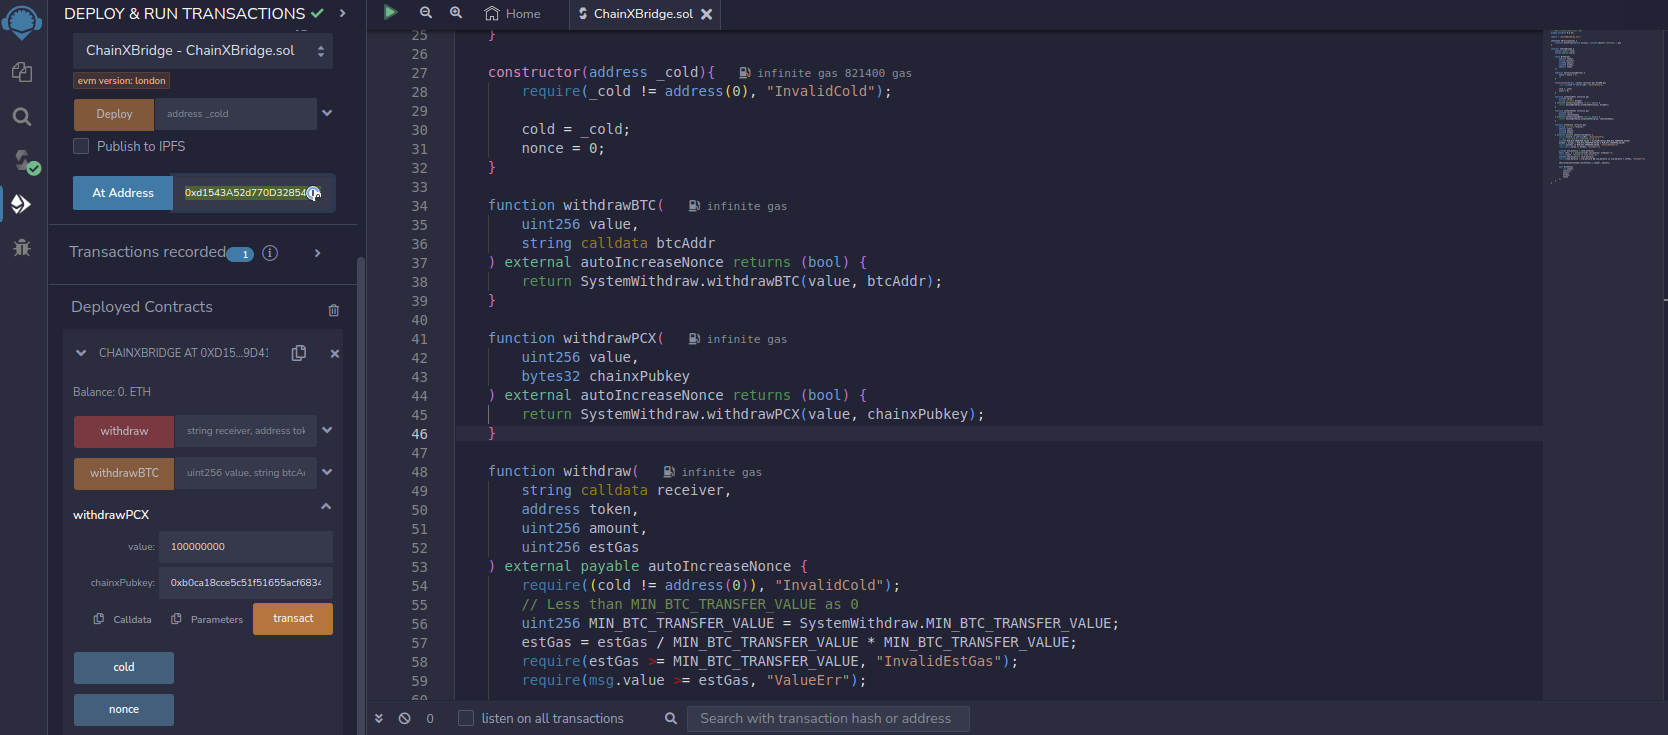 DEPLOY & RUN TRANSACTIONS
ChainXBridge - ChainXBridge.sol
evm version: london
Deploy address _cold
Publish to IPFS
At Address 0xd1543A52d770D32854
Transactions recorded 1
Deployed Contracts
CHAINXBRIDGE AT 0XD15...9D41
Balance: 0. ETH
withdraw string receiver, address tok
withdrawBTC uint256 value, string btcA
withdrawPCX
value: 100000000
chainxPubkey: 0xb0ca18cce5c51f51655acf6834
Calldata Parameters transact
cold
nonce
Home ChainXBridge.sol
25 }
26
27 constructor(address _cold){ infinite gas 821400 gas
28 require(_cold != address(0), "InvalidCold");
29
30 cold = _cold;
31 nonce = 0;
32 }
33
34 function withdrawBTC( infinite gas
35 uint256 value,
36 string calldata btcAddr
37 ) external autoIncreaseNonce returns (bool) {
38 return SystemWithdraw.withdrawBTC(value, btcAddr);
39 }
40
41 function withdrawPCX( infinite gas
42 uint256 value,
43 bytes32 chainxPubkey
44 ) external autoIncreaseNonce returns (bool) {
45 return SystemWithdraw.withdrawPCX(value, chainxPubkey);
46 }
47
48 function withdraw( infinite gas
49 string calldata receiver,
50 address token,
51 uint256 amount,
52 uint256 estGas
53 ) external payable autoIncreaseNonce {
54 require((cold != address(0)), "InvalidCold");
55 // Less than MIN_BTC_TRANSFER_VALUE as 0
56 uint256 MIN_BTC_TRANSFER_VALUE = SystemWithdraw.MIN_BTC_TRANSFER_VALUE;
57 estGas = estGas / MIN_BTC_TRANSFER_VALUE * MIN_BTC_TRANSFER_VALUE;
58 require(estGas >= MIN_BTC_TRANSFER_VALUE, "InvalidEstGas");
59 require(msg.value >= estGas, "ValueErr");
60
0 listen on all transactions Search with transaction hash or address